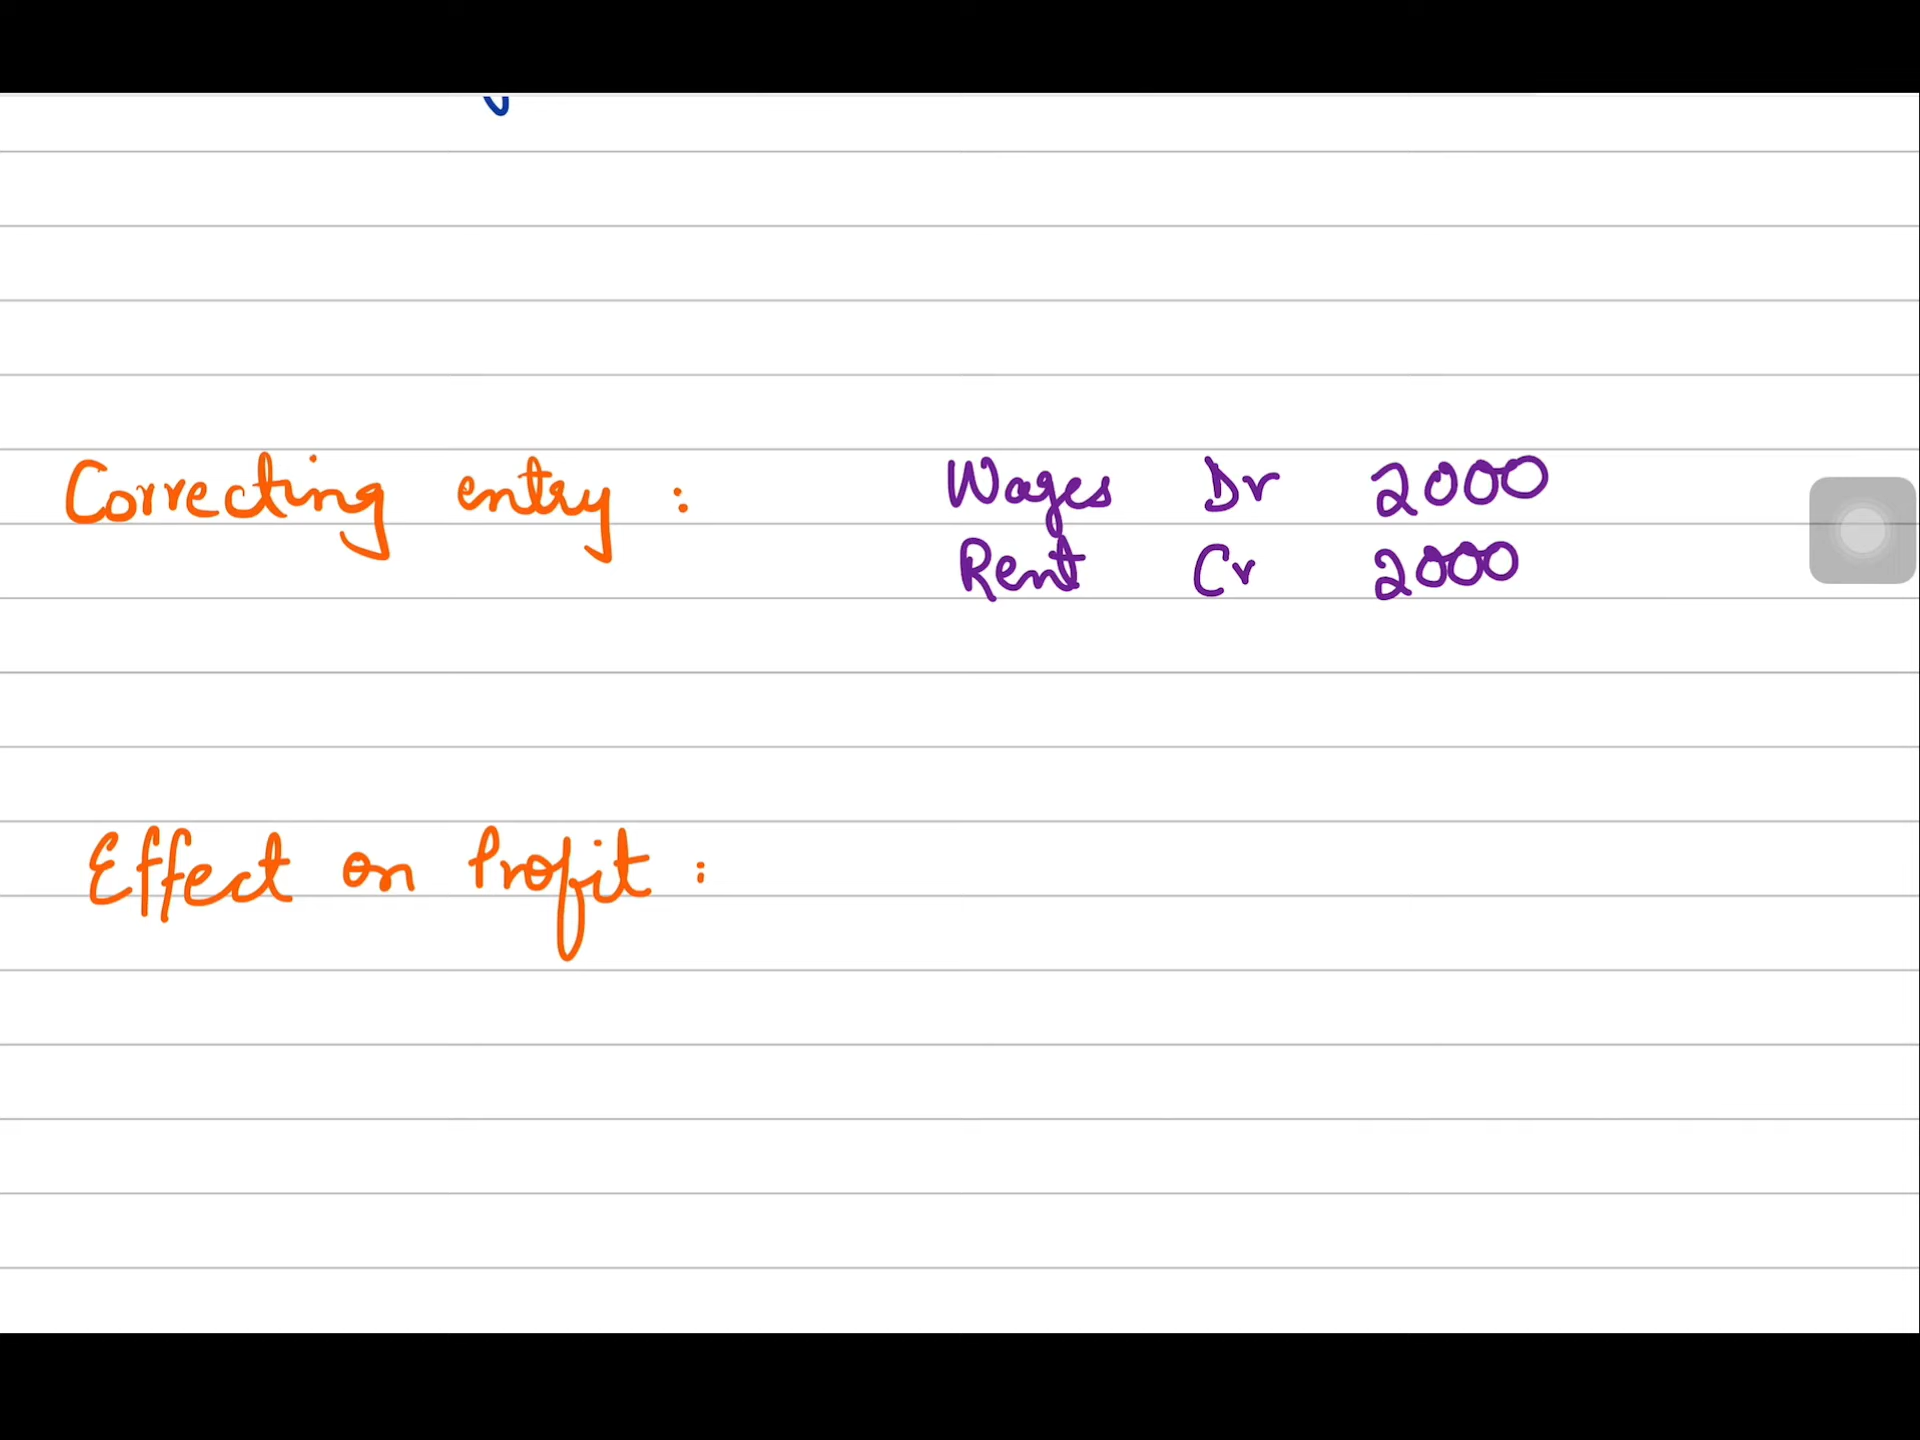 Correcting entry : Wages Dr 2000
Rent Cr 2000
Effect on Profit :